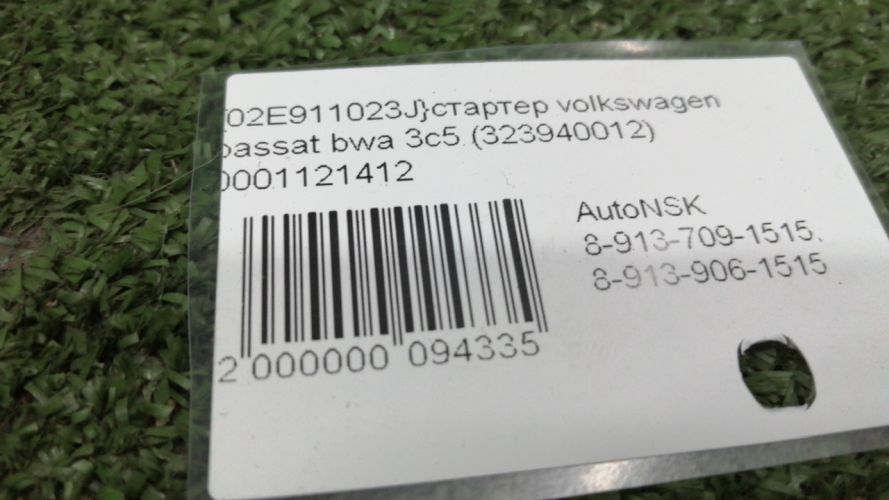 {02E911023J}стартер volkswagen
passat bwa 3c5 (323940012)
0001121412
AutoNSK
8-913-709-1515,
8-913-906-1515
2 000000 094335